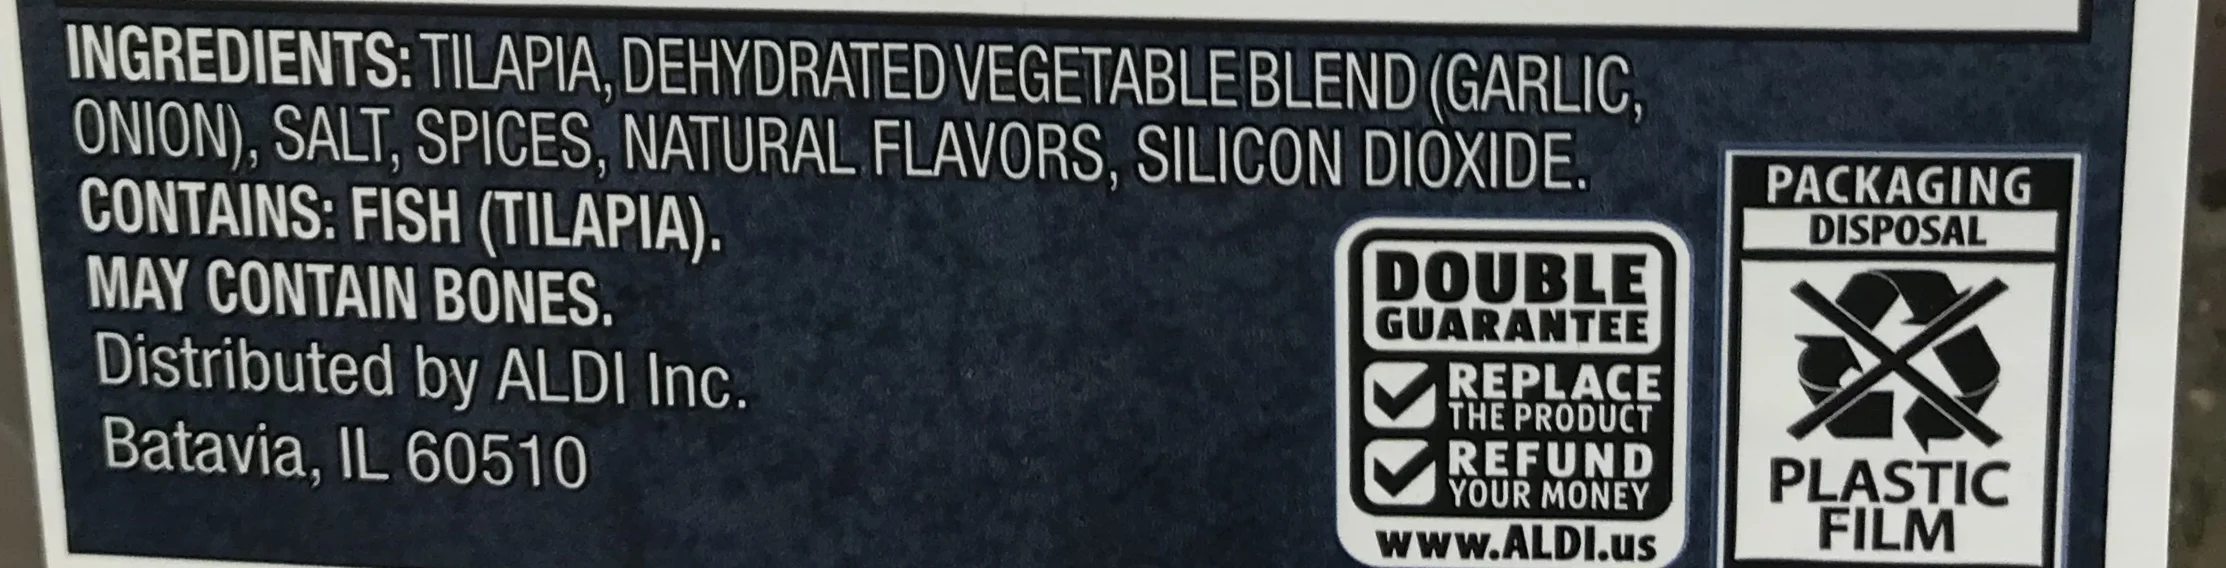 INGREDIENTS: TILAPIA, DEHYDRATED VEGETABLE BLEND (GARLIC,
ONION), SALT, SPICES, NATURAL FLAVORS, SILICON DIOXIDE.
CONTAINS: FISH (TILAPIA).
MAY CONTAIN BONES.
Distributed by ALDI Inc.
Batavia, IL 60510
DOUBLE
GUARANTEE
REPLACE
THE PRODUCT
REFUND
YOUR MONEY
www.ALDI.us
PACKAGING
DISPOSAL
PLASTIC
FILM